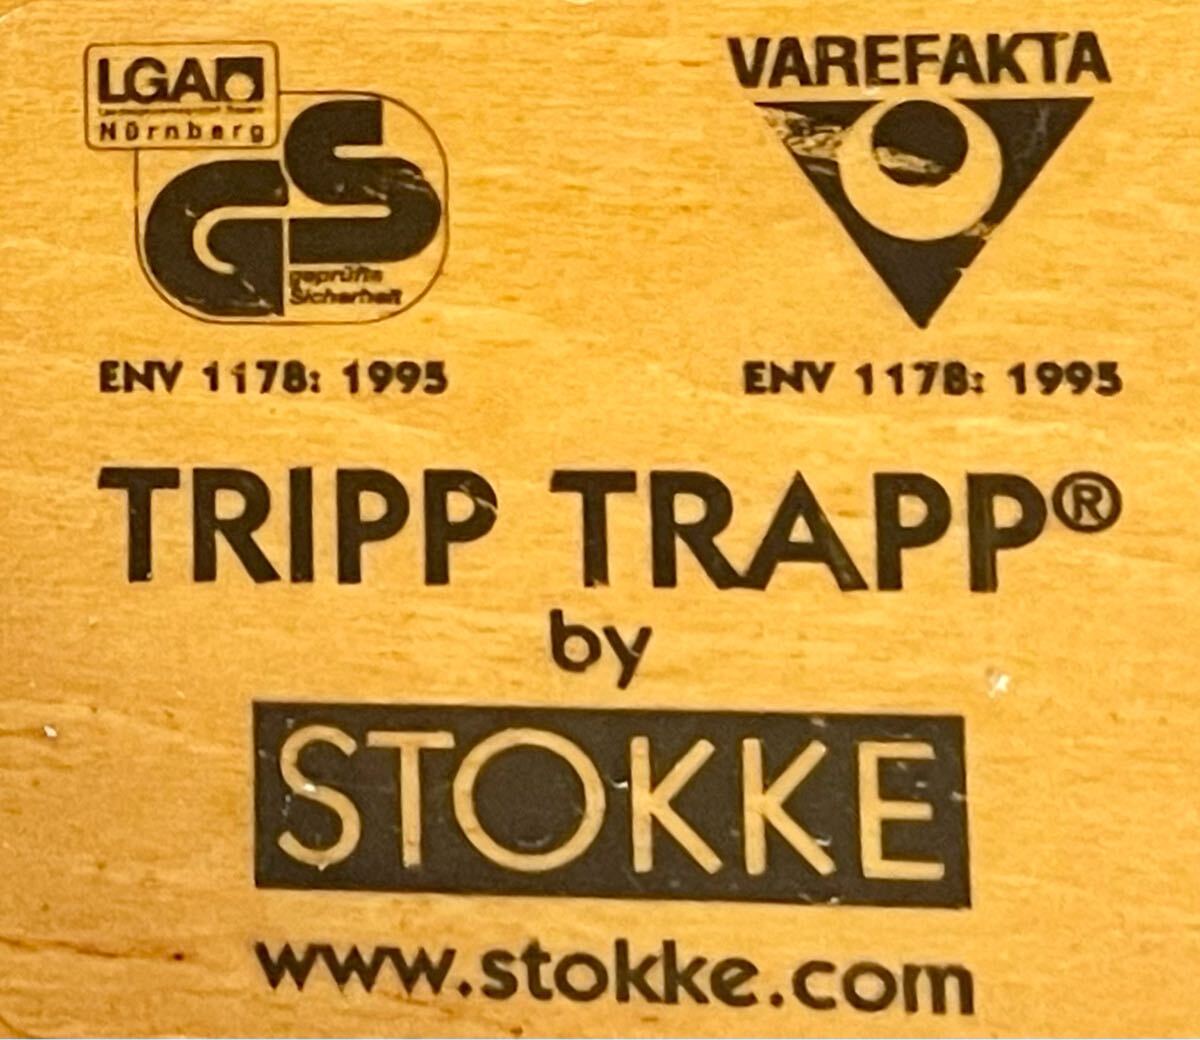 LGA
Nürnberg
GS
geprüfte
Sicherheit
ENV 1178: 1995
VAREFAKTA
ENV 1178: 1995
TRIPP TRAPP®
by
STOKKE
www.stokke.com